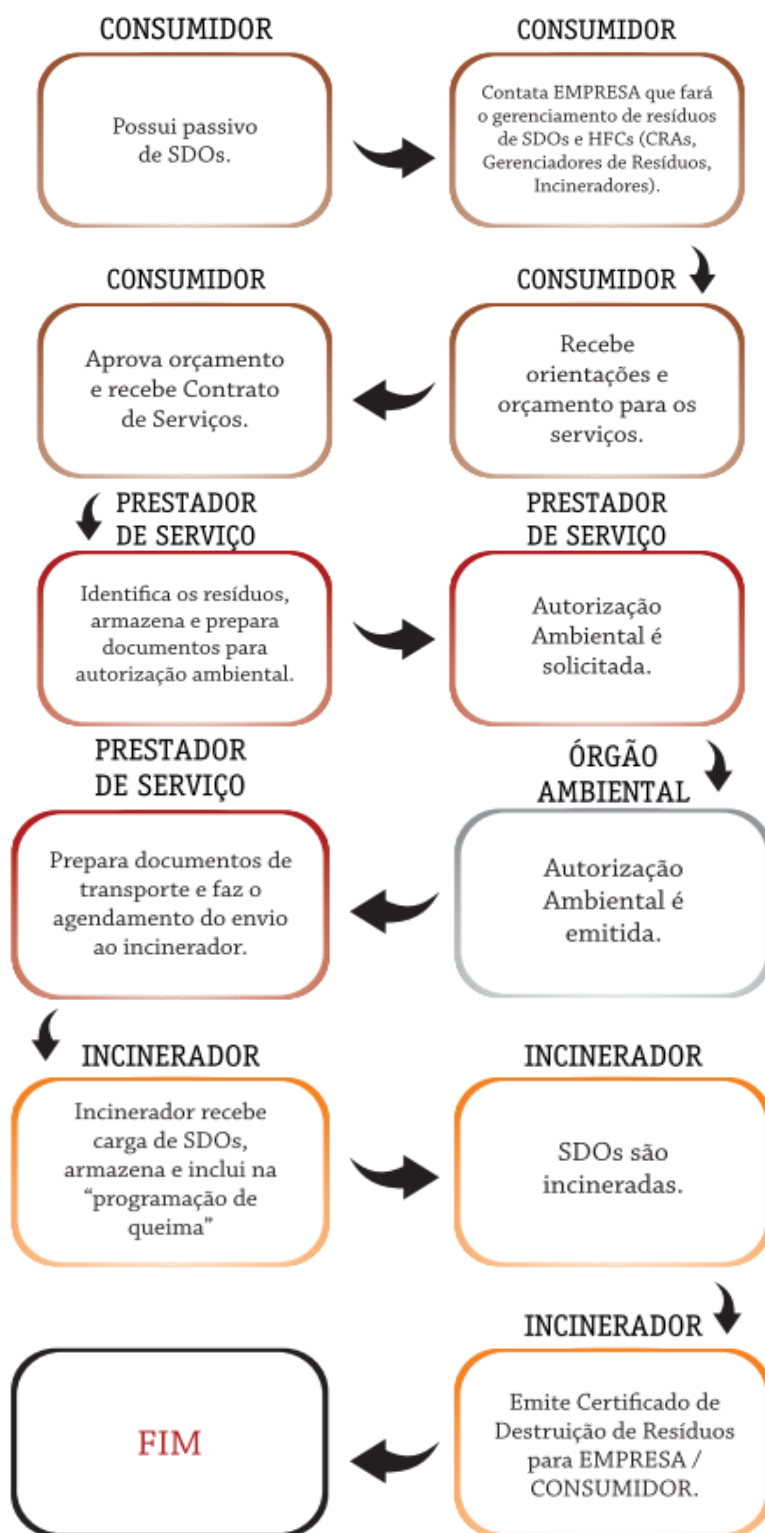 CONSUMIDOR
Possui passivo
de SDOs.
CONSUMIDOR
Contata EMPRESA que fará
o gerenciamento de resíduos
de SDOs e HFCs (CRAs,
Gerenciadores de Resíduos,
Incineradores).
CONSUMIDOR
Recebe
orientações e
orçamento para os
serviços.
CONSUMIDOR
Aprova orçamento
e recebe Contrato
de Serviços.
PRESTADOR
DE SERVIÇO
Identifica os resíduos,
armazena e prepara
documentos para
autorização ambiental.
PRESTADOR
DE SERVIÇO
Autorização
Ambiental é
solicitada.
ÓRGÃO
AMBIENTAL
Autorização
Ambiental é
emitida.
PRESTADOR
DE SERVIÇO
Prepara documentos de
transporte e faz o
agendamento do envio
ao incinerador.
INCINERADOR
Incinerador recebe
carga de SDOs,
armazena e inclui na
“programação de
queima”
INCINERADOR
SDOs são
incineradas.
INCINERADOR
Emite Certificado de
Destruição de Resíduos
para EMPRESA /
CONSUMIDOR.
FIM